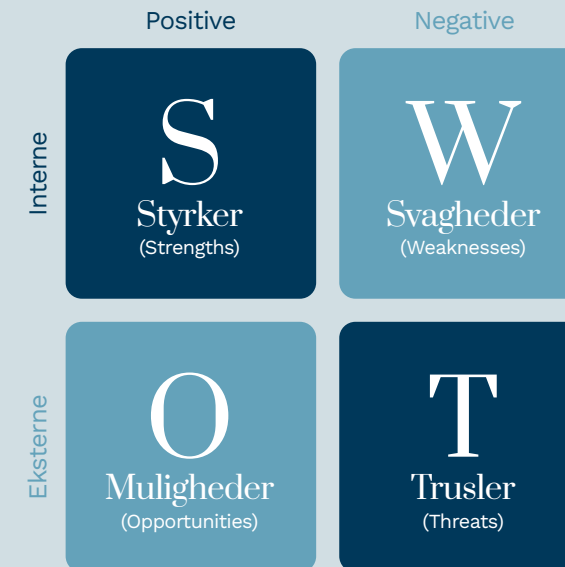 Positive
Negative
Interne
S
Styrker
(Strengths)
W
Svagheder
(Weaknesses)
Eksterne
O
Muligheder
(Opportunities)
T
Trusler
(Threats)